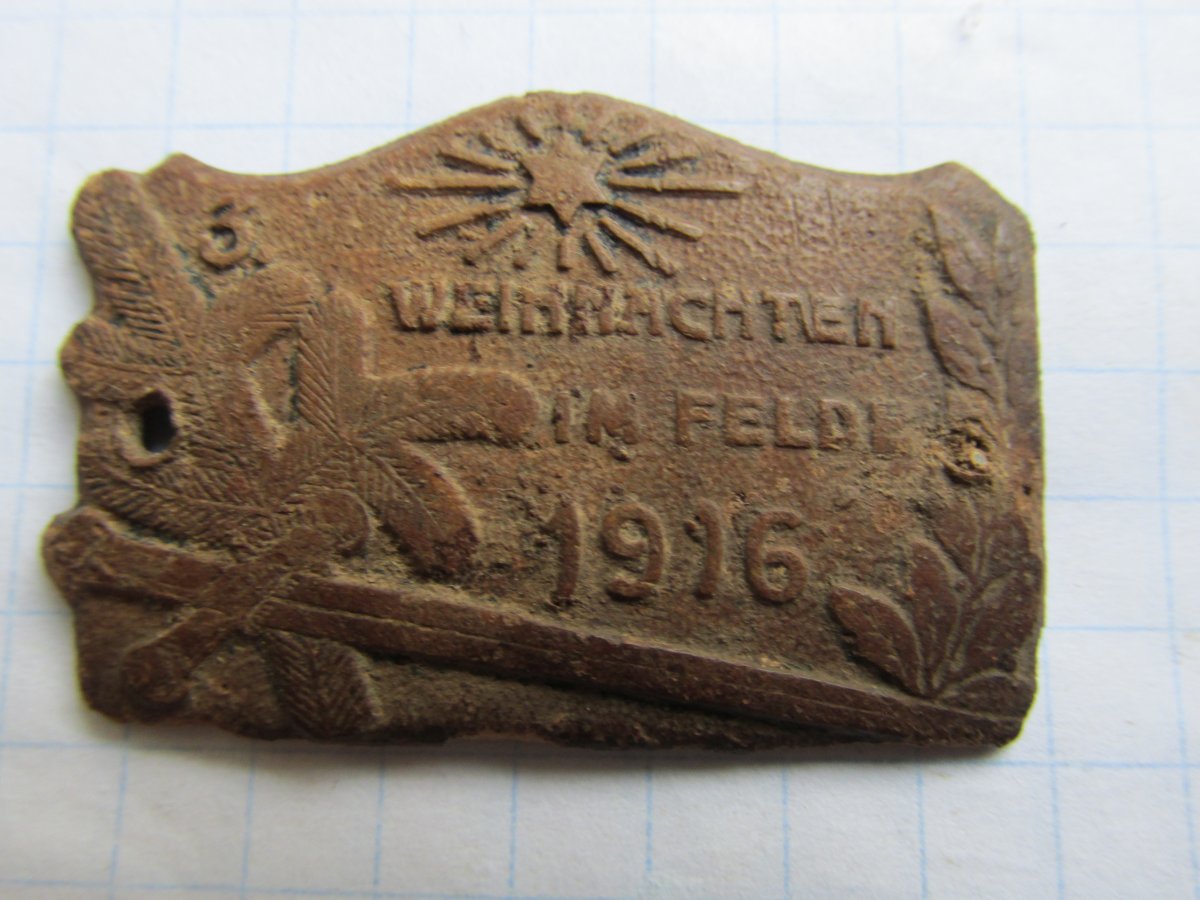 WEIHNACHTEN
IM FELDE
1916